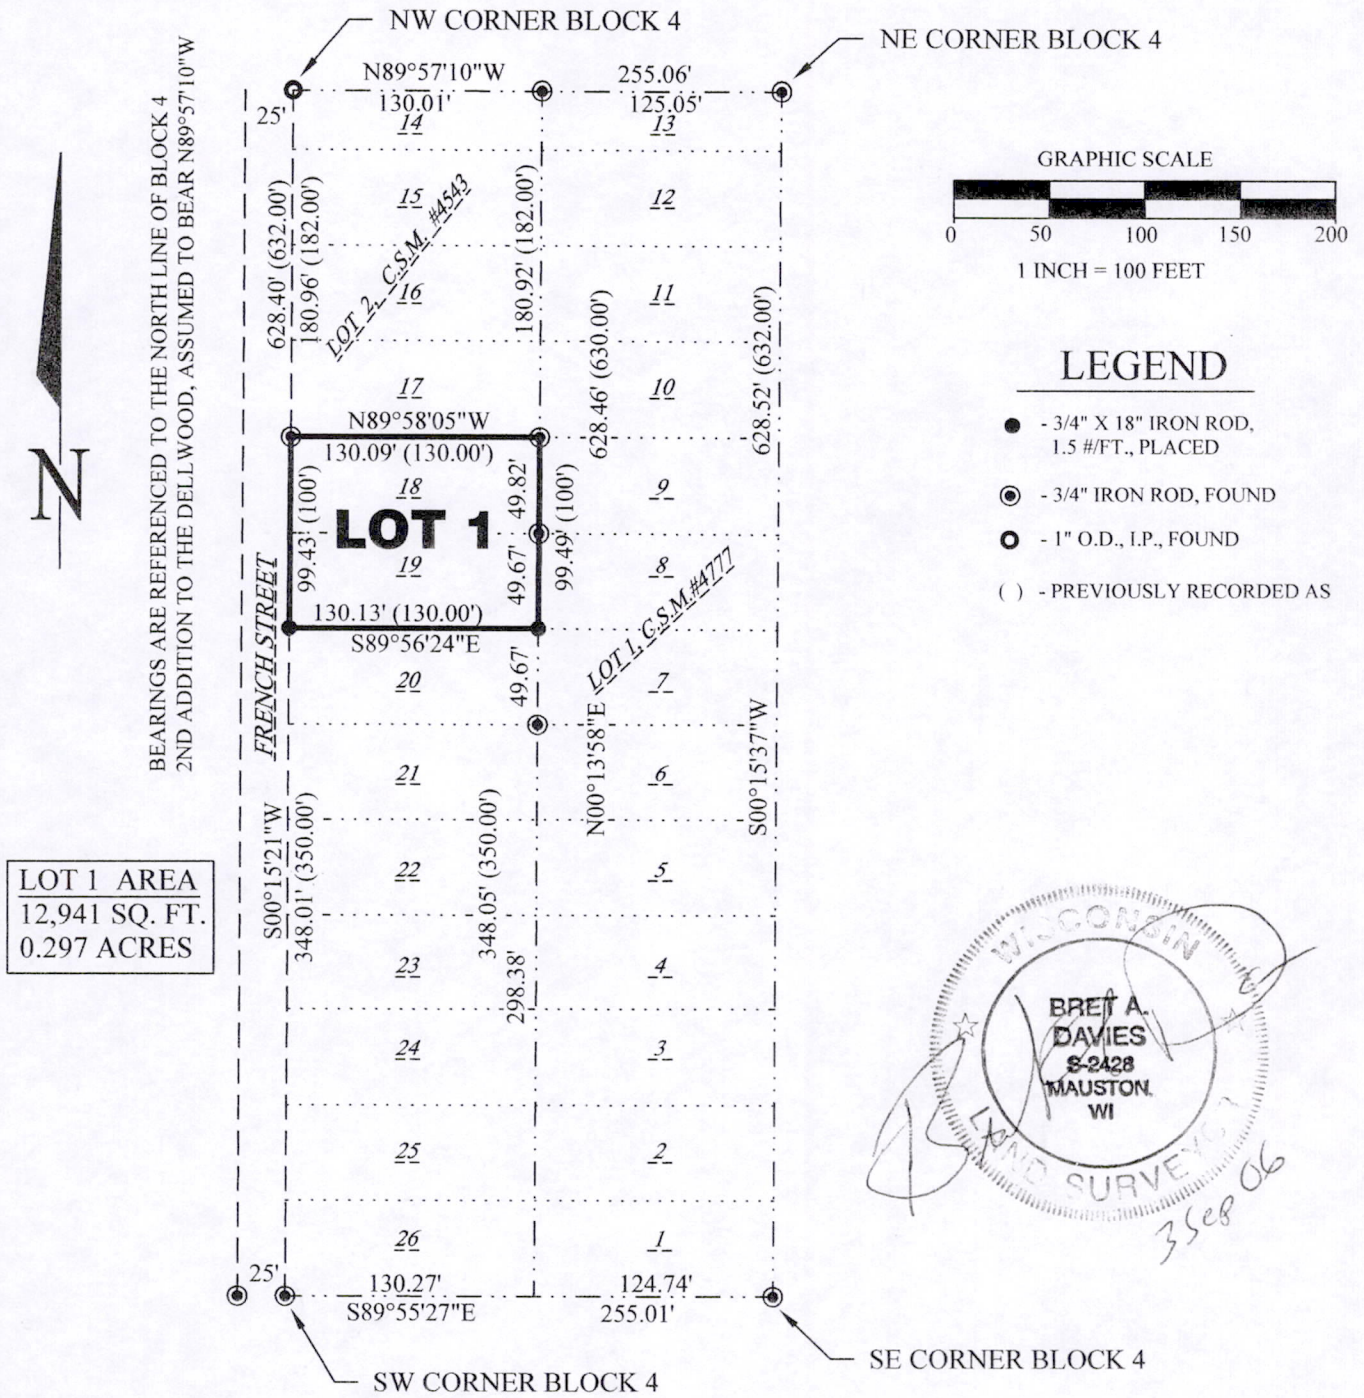 NW CORNER BLOCK 4
NE CORNER BLOCK 4
N89°57'10"W
130.01'
255.06'
125.05'
25'
14
13
BEARINGS ARE REFERENCED TO THE NORTH LINE OF BLOCK 4
2ND ADDITION TO THE DELLWOOD, ASSUMED TO BEAR N89°57'10"W
N
628.40' (632.00')
180.96' (182.00')
15
LOT 2, C.S.M. #4543
16
17
180.92' (182.00')
12
11
10
628.46' (630.00')
628.52' (632.00')
GRAPHIC SCALE
0 50 100 150 200
1 INCH = 100 FEET
LEGEND
- 3/4" X 18" IRON ROD,
1.5 #/FT., PLACED
- 3/4" IRON ROD, FOUND
- 1" O.D., I.P., FOUND
( ) - PREVIOUSLY RECORDED AS
N89°58'05"W
130.09' (130.00')
18
LOT 1
19
99.43' (100')
49.82'
49.67'
99.49' (100')
130.13' (130.00')
S89°56'24"E
9
8
LOT 1, C.S.M.#4777
7
FRENCH STREET
20
49.67'
21
22
23
24
25
26
6
5
4
3
2
1
N00°13'58"E
S00°15'37"W
S00°15'21"W
348.01' (350.00')
348.05' (350.00')
298.38'
LOT 1 AREA
12,941 SQ. FT.
0.297 ACRES
WISCONSIN
BRET A.
DAVIES
S-2428
MAUSTON,
WI
LAND SURVEYO
3 Sep 06
25'
130.27'
S89°55'27"E
124.74'
255.01'
SW CORNER BLOCK 4
SE CORNER BLOCK 4